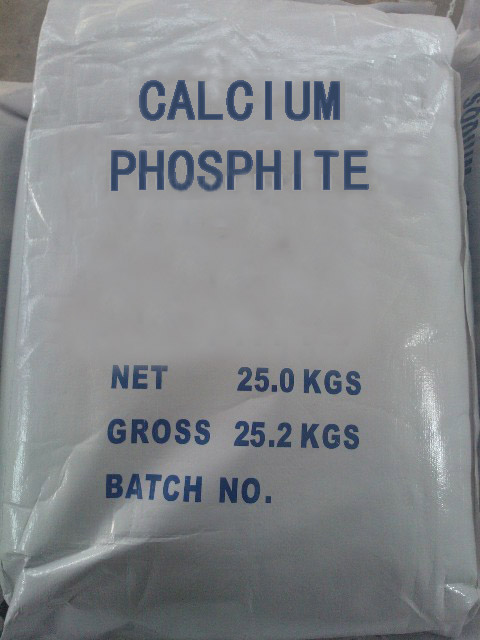 CALCIUM
PHOSPHITE
NET 25.0 KGS
GROSS 25.2 KGS
BATCH NO.